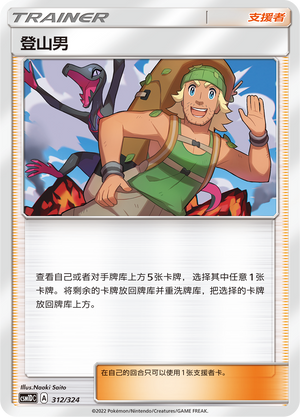 TRAINER
支援者
登山男
查看自己或者对手牌库上方5张卡牌，选择其中任意1张
卡牌。将剩余的卡牌放回牌库并重洗牌库，把选择的卡牌
放回牌库上方。
Illus.Naoki Saito
CSM1DC A 312/324
在自己的回合只可以使用1张支援者卡。
©2022 Pokémon/Nintendo/Creatures/GAME FREAK.